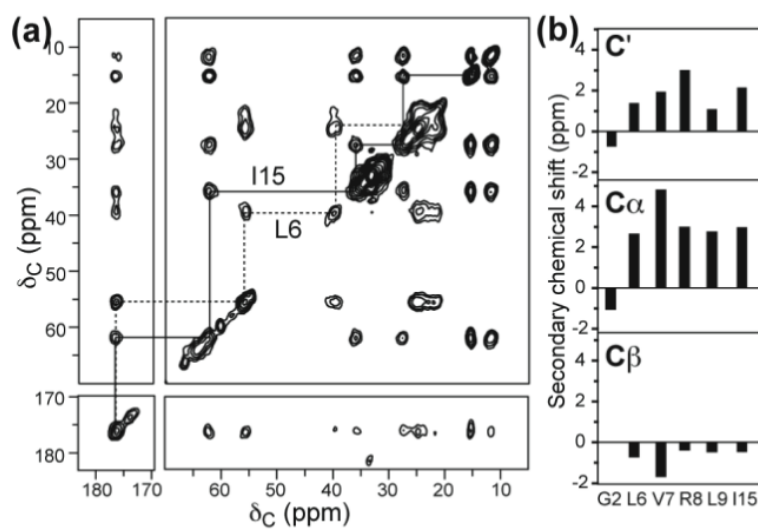 (a)
10
20
30
40
50
60
170
180
δC (ppm)
I15
L6
180 170
60 50 40 30 20 10
δC (ppm)
(b)
Secondary chemical shift (ppm)
C'
4
2
0
-2
Cα
4
2
0
-2
Cβ
4
2
0
-2
G2 L6 V7 R8 L9 I15